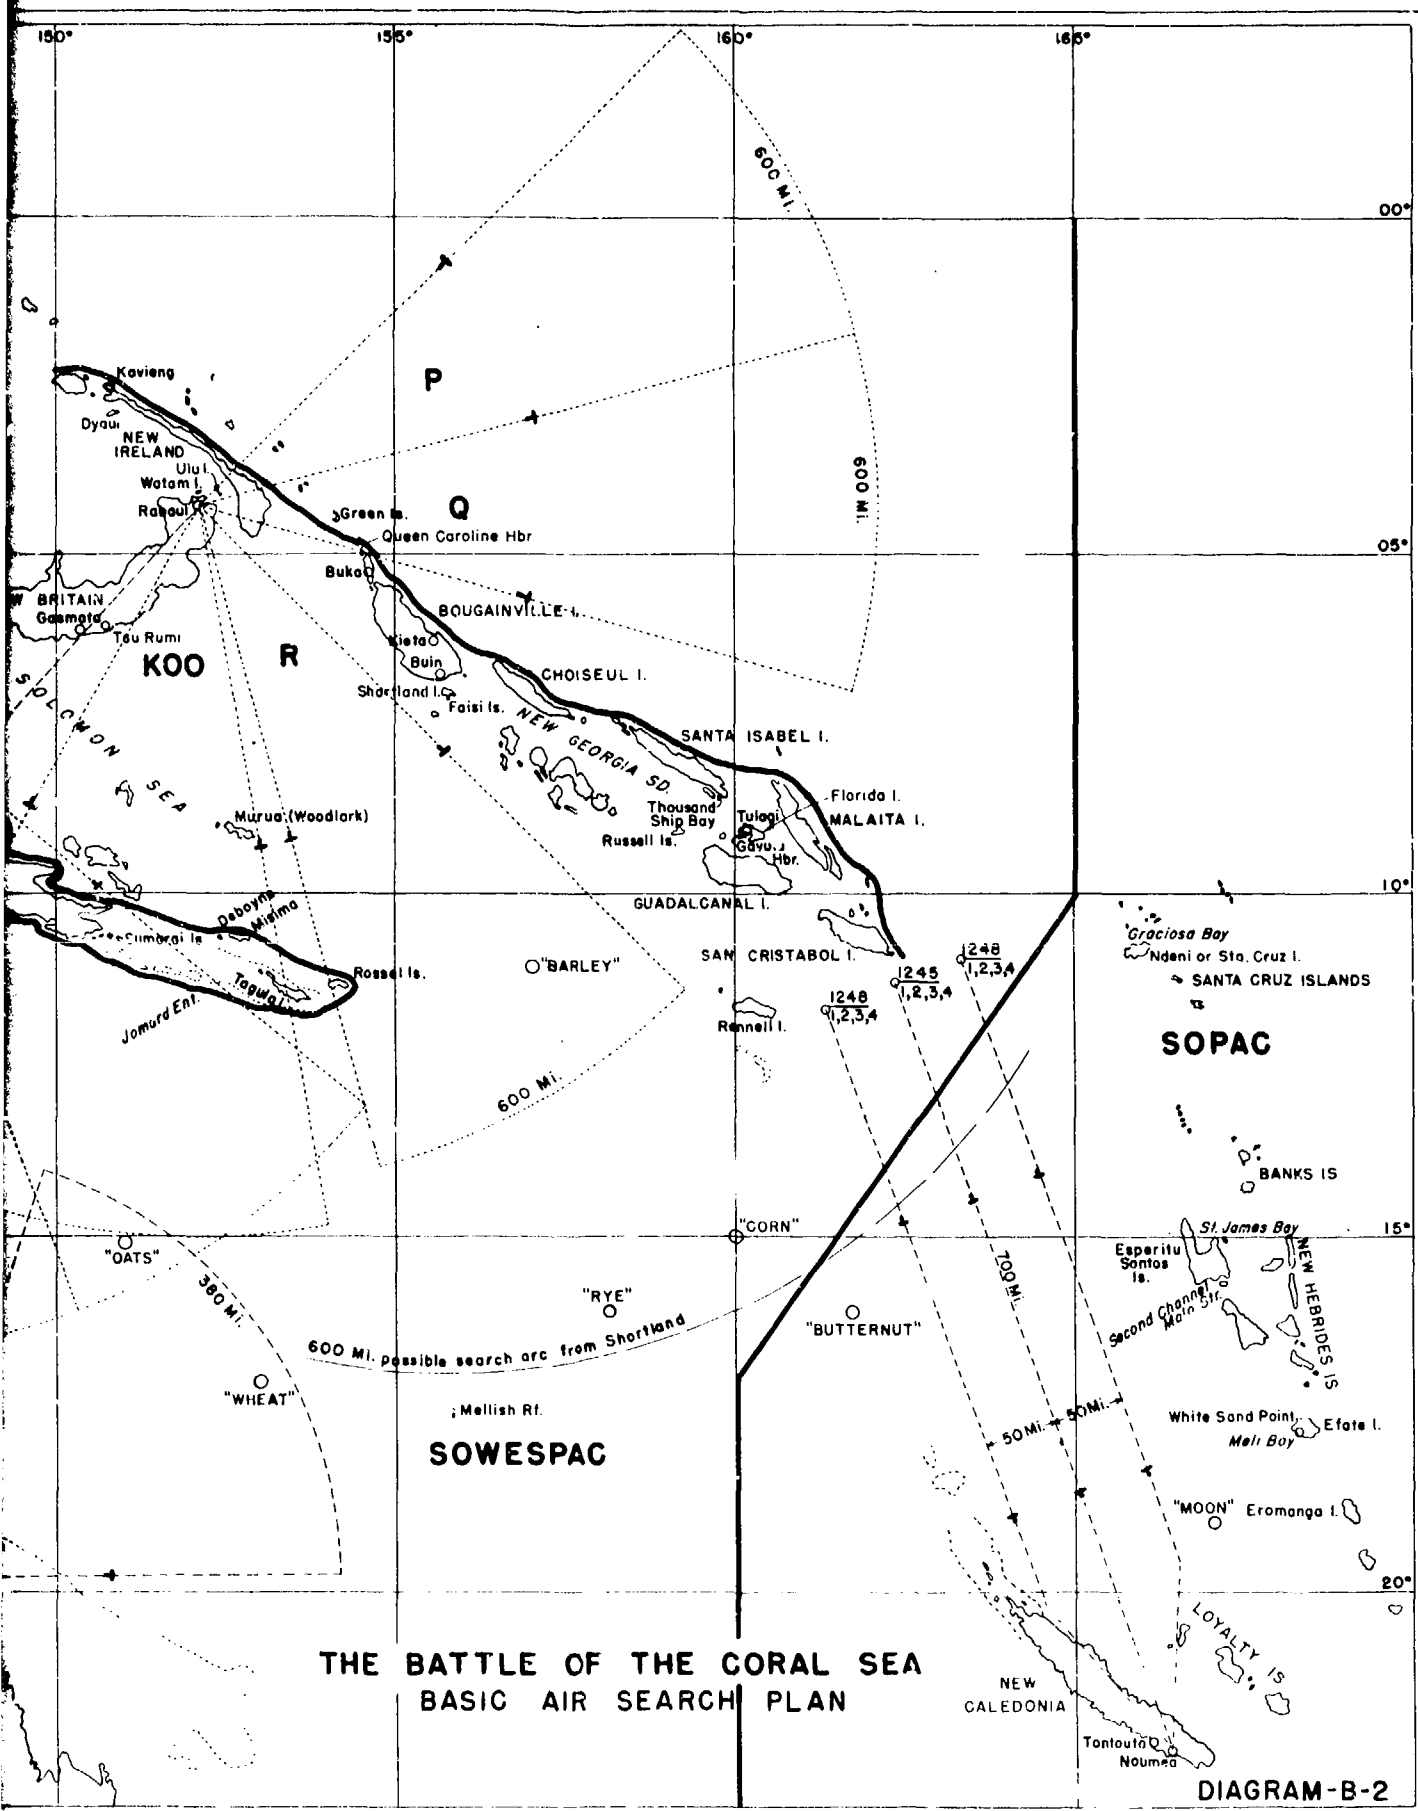 150°
155°
160°
165°
600 MI.
00°
P
Kavieng
Dyaul
NEW
IRELAND
Ulu I.
Watam I.
Rabaul
600 MI.
Q
Green Is.
Queen Caroline Hbr
05°
Buka
W BRITAIN
Gasmata
Tau Rumi
BOUGAINVILLE I.
Kieta
KOO
R
Buin
Shortland I.
Faisi Is.
CHOISEUL I.
SOLOMON SEA
NEW GEORGIA SD.
SANTA ISABEL I.
Murua (Woodlark)
Thousand
Ship Bay
Russell Is.
Florida I.
Tulagi
MALAITA I.
Hbr.
10°
GUADALCANAL I.
Deboyne
Misima
Graciosa Bay
Ndeni or Sta. Cruz I.
SAN CRISTABOL I.
"BARLEY"
Rossel Is.
Tagula I.
Jomard Ent.
1248
1,2,3,4
1245
1,2,3,4
1248
1,2,3,4
SANTA CRUZ ISLANDS
Rennell I.
SOPAC
600 MI.
BANKS IS
"CORN"
St. James Bay
15°
"OATS"
Esperitu
Santos
Is.
380 MI.
700 MI.
NEW HEBRIDES IS
"RYE"
"BUTTERNUT"
Second Channel
Malo Str.
600 MI. possible search arc from Shortland
"WHEAT"
Mellish Rf.
50 MI.
50 MI.
White Sand Point
Efate I.
Meli Bay
SOWESPAC
"MOON"
Eromanga I.
20°
LOYALTY IS
THE BATTLE OF THE CORAL SEA
BASIC AIR SEARCH PLAN
NEW
CALEDONIA
Tontouta
Noumea
DIAGRAM-B-2